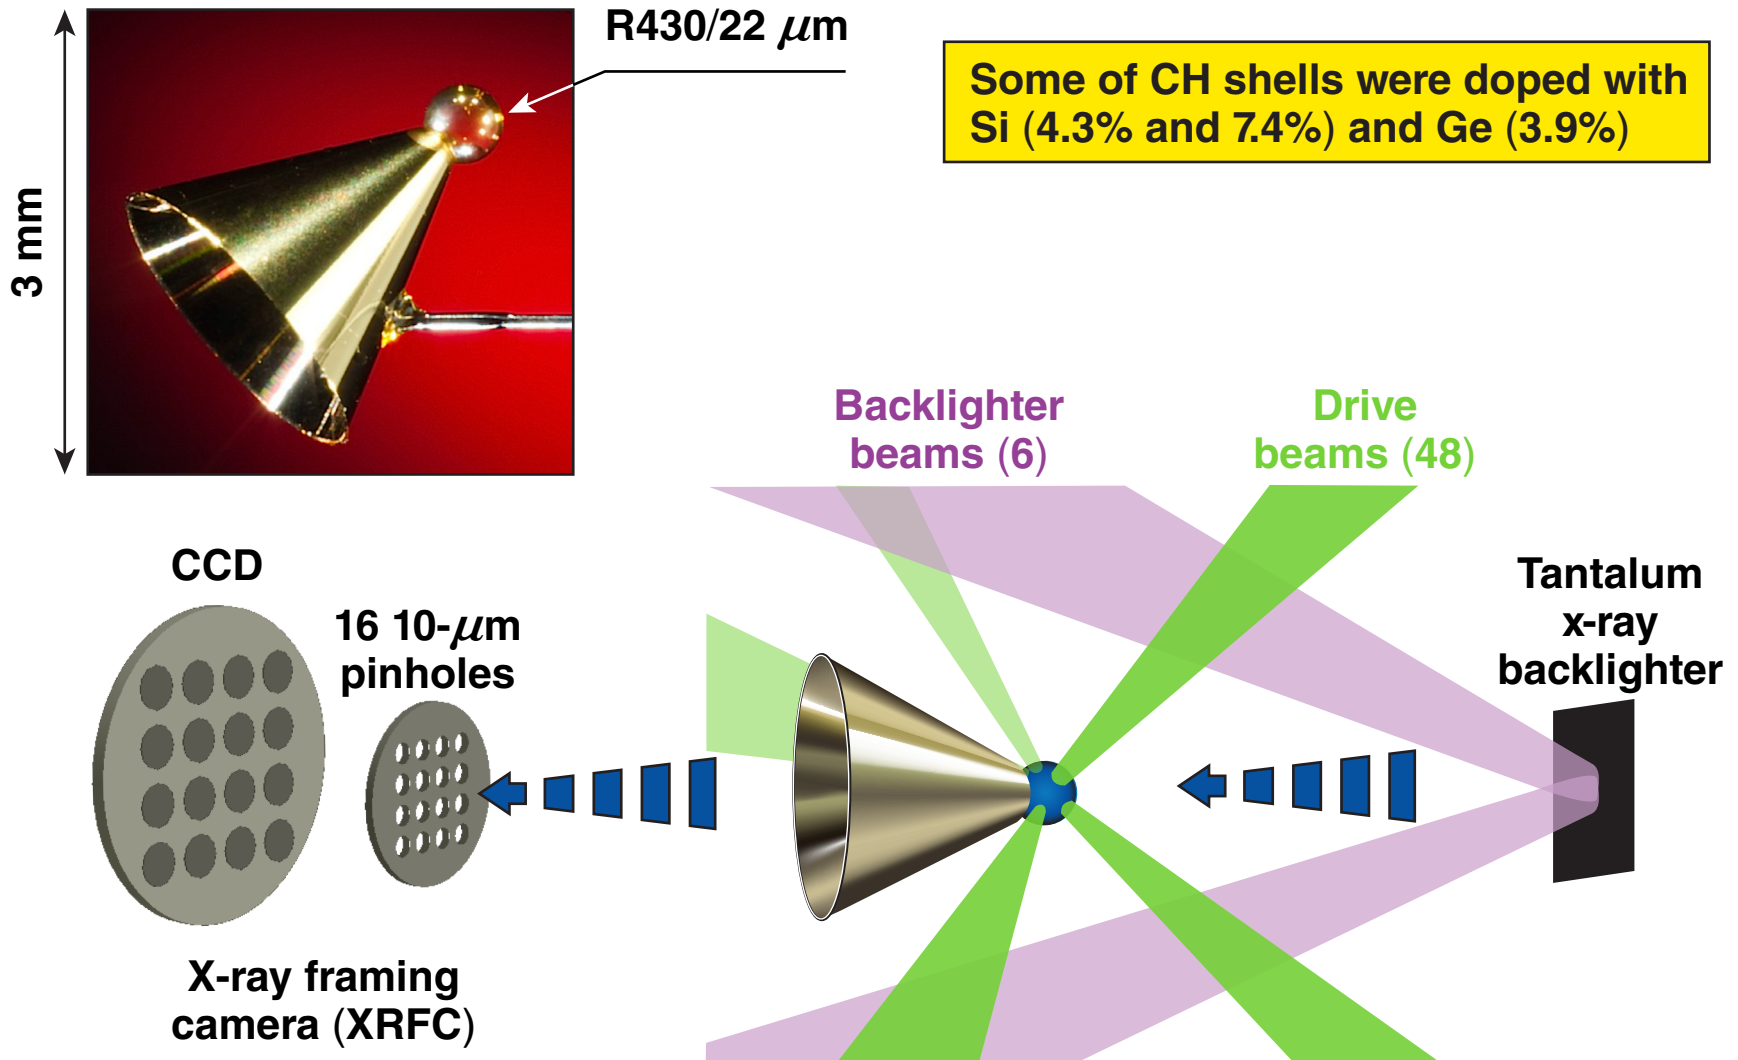 R430/22 μm
Some of CH shells were doped with
Si (4.3% and 7.4%) and Ge (3.9%)
3 mm
Backlighter
beams (6)
Drive
beams (48)
CCD
16 10-μm
pinholes
Tantalum
x-ray
backlighter
X-ray framing
camera (XRFC)